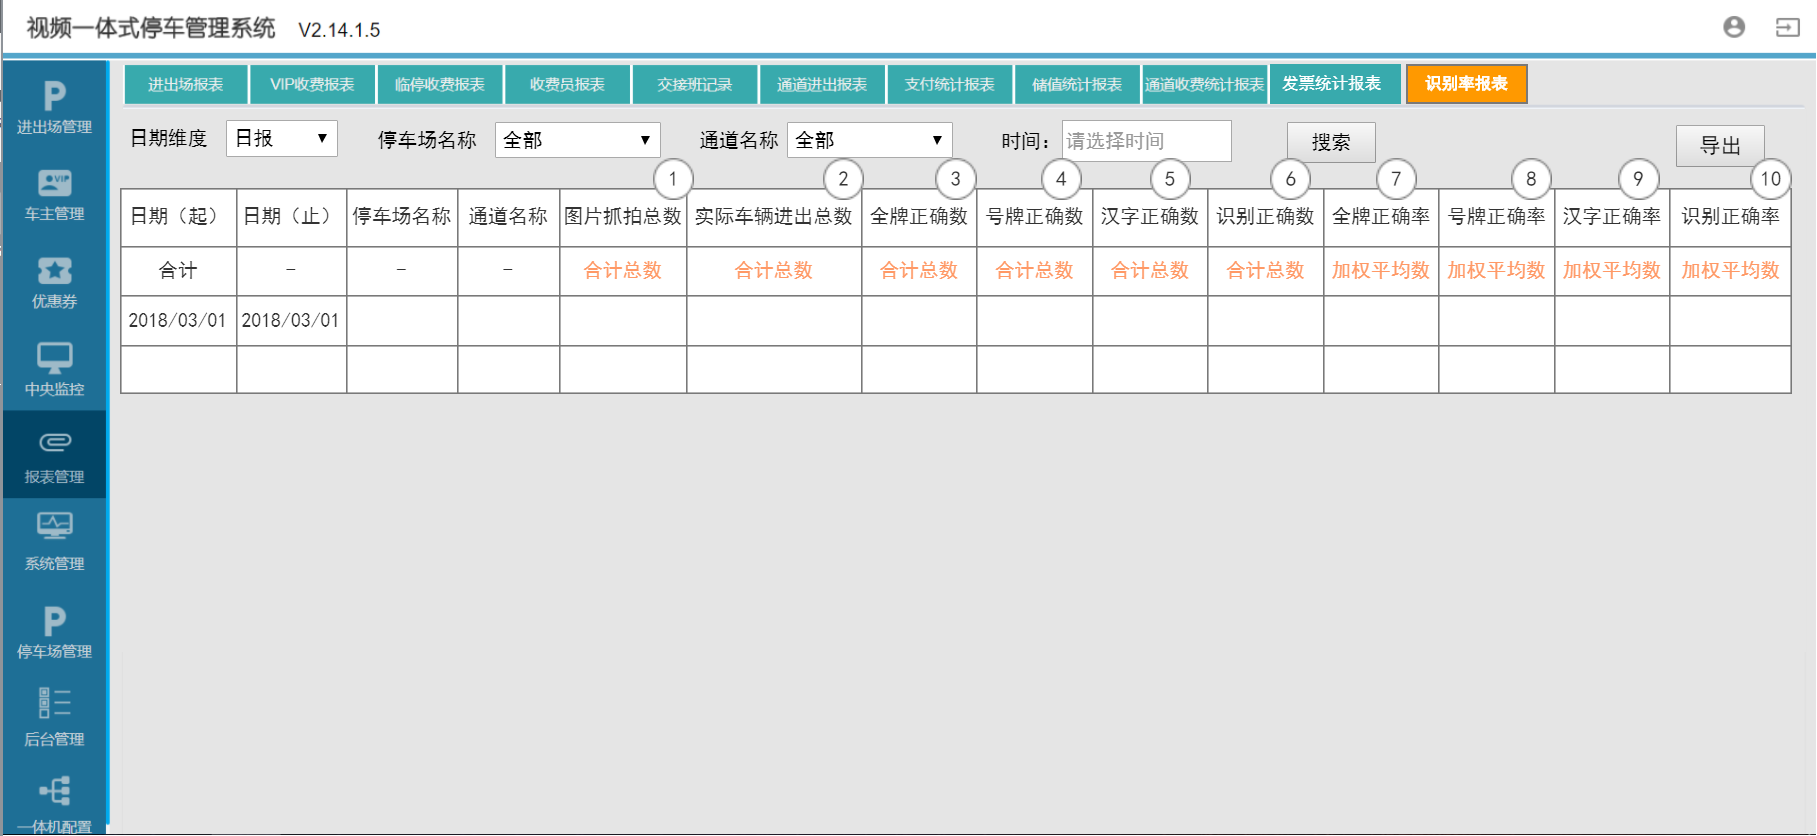 视频一体式停车管理系统 V2.14.1.5
进出场报表 VIP收费报表 临停收费报表 收费员报表 交接班记录 通道进出报表 支付统计报表 储值统计报表 通道收费统计报表 发票统计报表 识别率报表
日期维度 日报 ▼ 停车场名称 全部 ▼ 通道名称 全部 ▼ 时间： 请选择时间 搜索 导出
1 2 3 4 5 6 7 8 9 10
日期（起） 日期（止） 停车场名称 通道名称 图片抓拍总数 实际车辆进出总数 全牌正确数 号牌正确数 汉字正确数 识别正确数 全牌正确率 号牌正确率 汉字正确率 识别正确率
合计 – – – 合计总数 合计总数 合计总数 合计总数 合计总数 合计总数 加权平均数 加权平均数 加权平均数 加权平均数
2018/03/01 2018/03/01
P
进出场管理
VIP
车主管理
优惠券
中央监控
报表管理
系统管理
P
停车场管理
后台管理
一体机配置